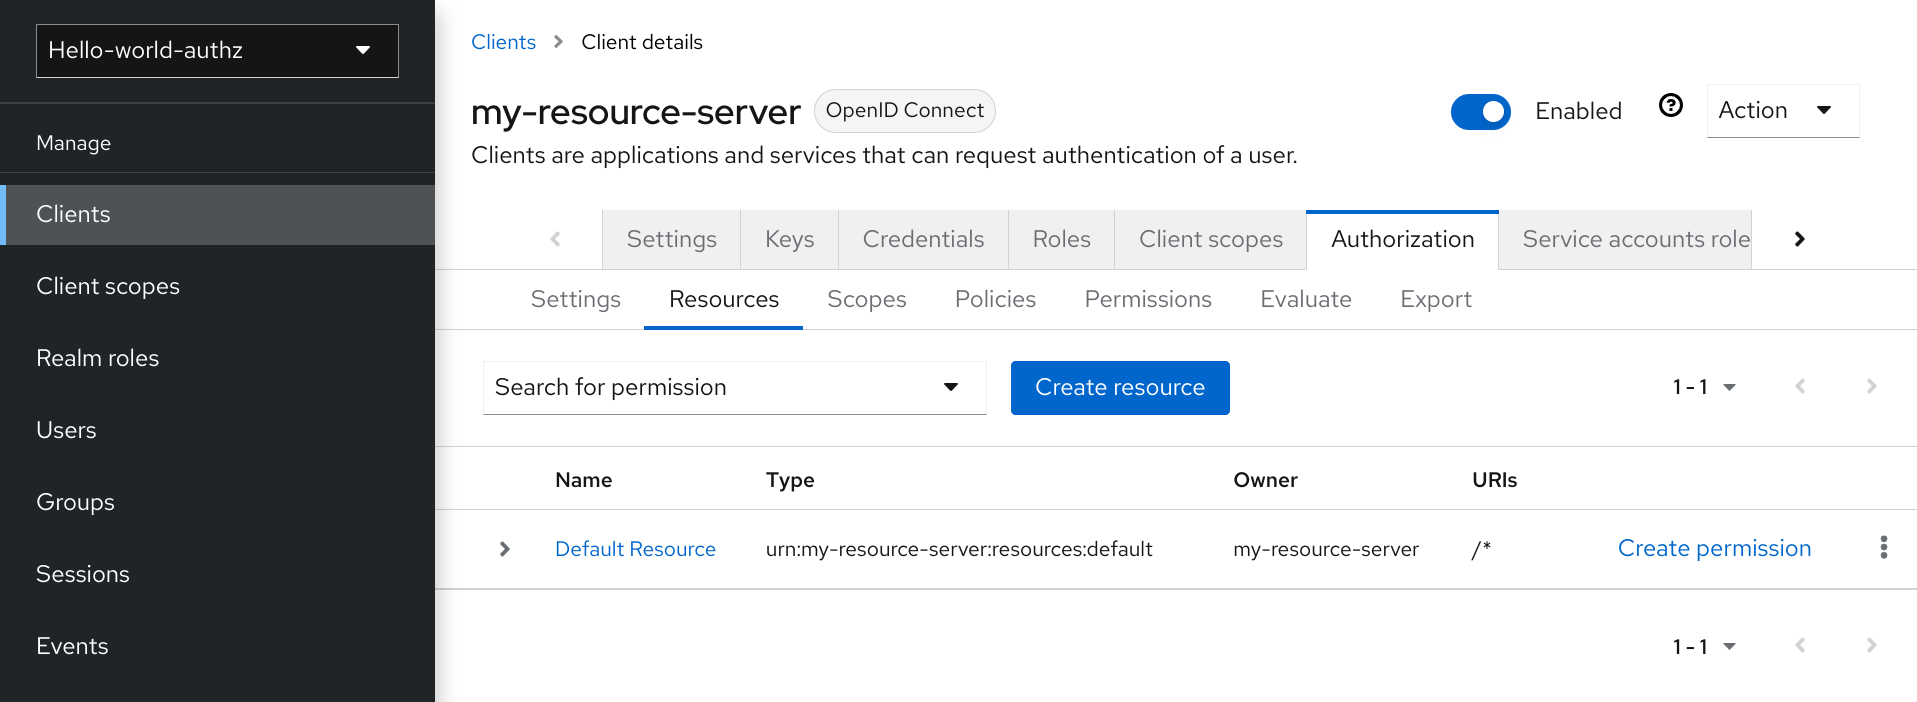 Hello-world-authz
Manage
Clients
Client scopes
Realm roles
Users
Groups
Sessions
Events
Clients > Client details
my-resource-server OpenID Connect
Enabled Action
Clients are applications and services that can request authentication of a user.
Settings Keys Credentials Roles Client scopes Authorization Service accounts role
Settings Resources Scopes Policies Permissions Evaluate Export
Search for permission Create resource 1 - 1
Name Type Owner URIs
Default Resource urn:my-resource-server:resources:default my-resource-server /* Create permission
1 - 1